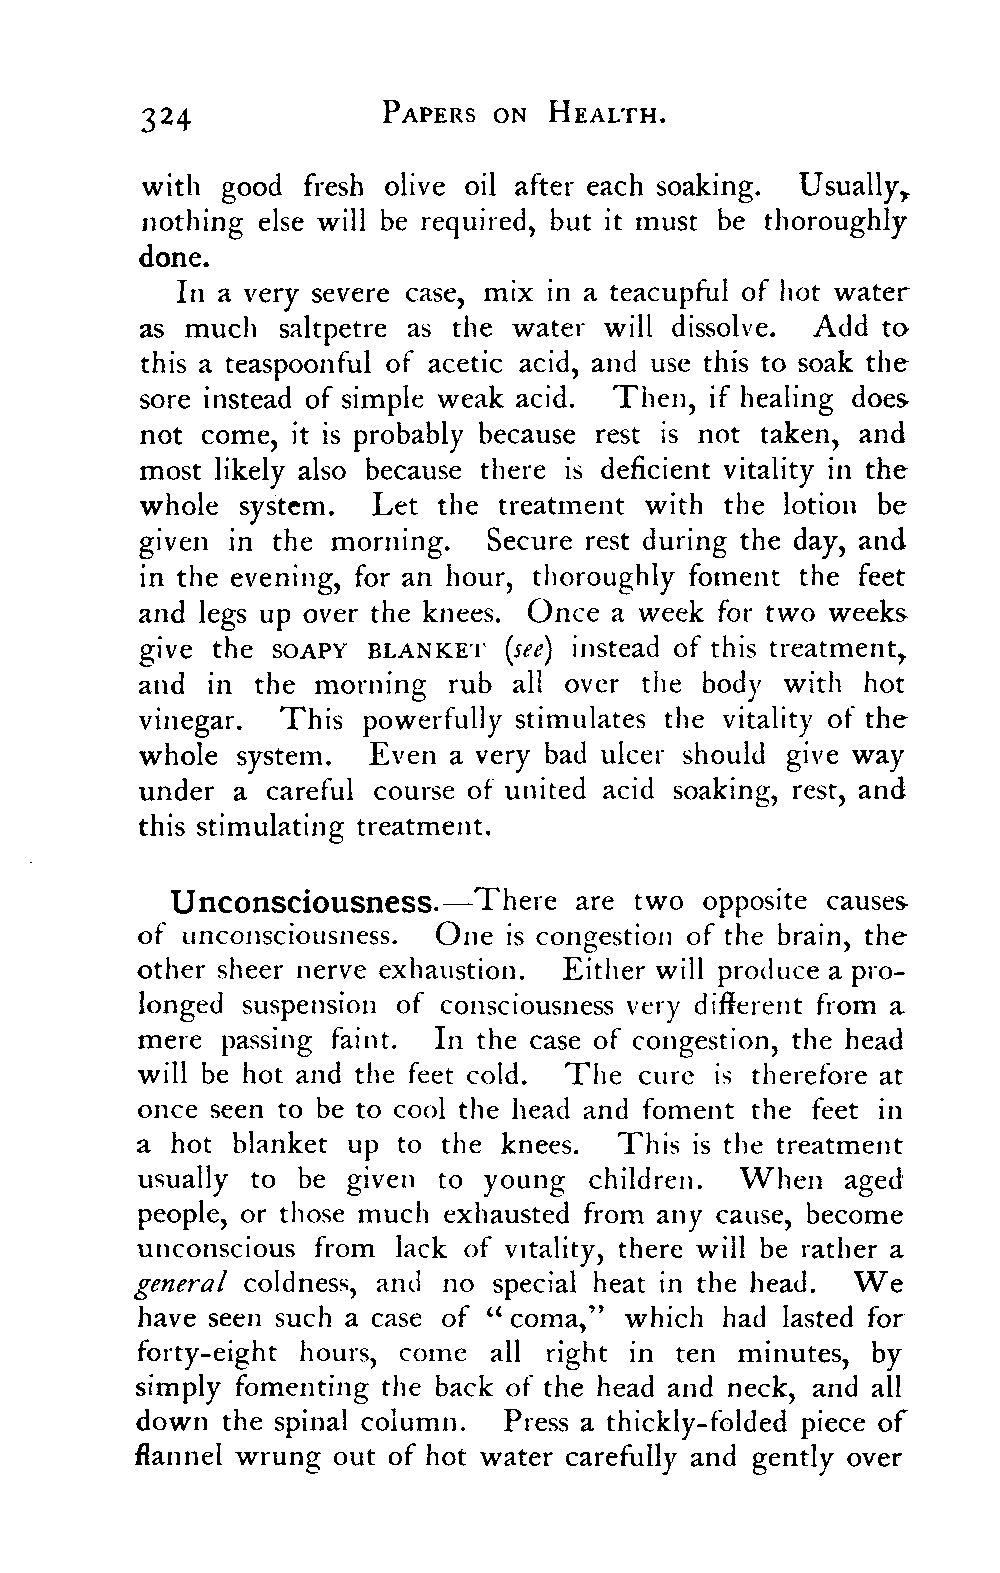 324 PAPERS ON HEALTH.
with good fresh olive oil after each soaking. Usually,
nothing else will be required, but it must be thoroughly
done.
In a very severe case, mix in a teacupful of hot water
as much saltpetre as the water will dissolve. Add to
this a teaspoonful of acetic acid, and use this to soak the
sore instead of simple weak acid. Then, if healing does
not come, it is probably because rest is not taken, and
most likely also because there is deficient vitality in the
whole system. Let the treatment with the lotion be
given in the morning. Secure rest during the day, and
in the evening, for an hour, thoroughly foment the feet
and legs up over the knees. Once a week for two weeks
give the SOAPY BLANKET (see) instead of this treatment,
and in the morning rub all over the body with hot
vinegar. This powerfully stimulates the vitality of the
whole system. Even a very bad ulcer should give way
under a careful course of united acid soaking, rest, and
this stimulating treatment.
Unconsciousness.—There are two opposite causes
of unconsciousness. One is congestion of the brain, the
other sheer nerve exhaustion. Either will produce a pro-
longed suspension of consciousness very different from a
mere passing faint. In the case of congestion, the head
will be hot and the feet cold. The cure is therefore at
once seen to be to cool the head and foment the feet in
a hot blanket up to the knees. This is the treatment
usually to be given to young children. When aged
people, or those much exhausted from any cause, become
unconscious from lack of vitality, there will be rather a
general coldness, and no special heat in the head. We
have seen such a case of "coma," which had lasted for
forty-eight hours, come all right in ten minutes, by
simply fomenting the back of the head and neck, and all
down the spinal column. Press a thickly-folded piece of
flannel wrung out of hot water carefully and gently over